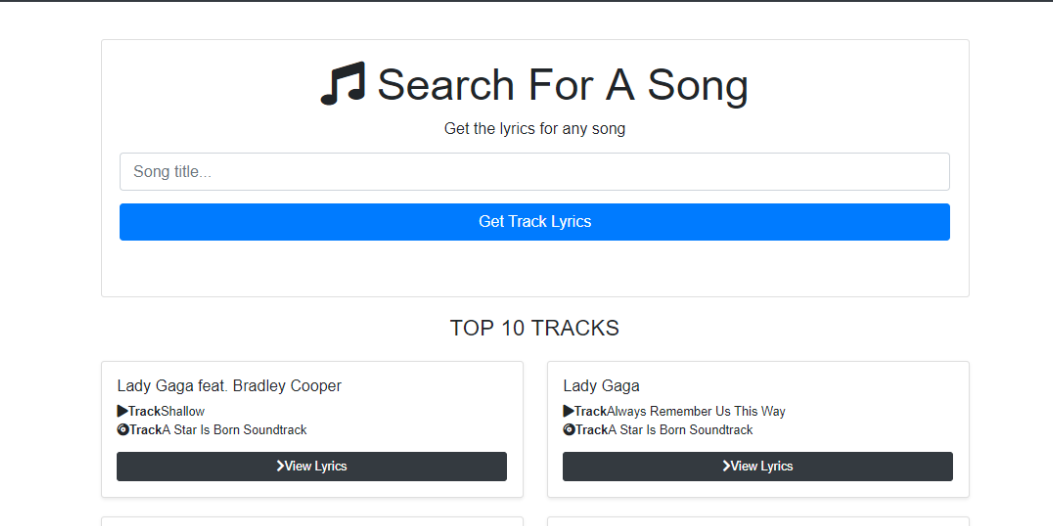 Search For A Song
Get the lyrics for any song
Song title...
Get Track Lyrics
TOP 10 TRACKS
Lady Gaga feat. Bradley Cooper
TrackShallow
TrackA Star Is Born Soundtrack
View Lyrics
Lady Gaga
TrackAlways Remember Us This Way
TrackA Star Is Born Soundtrack
View Lyrics